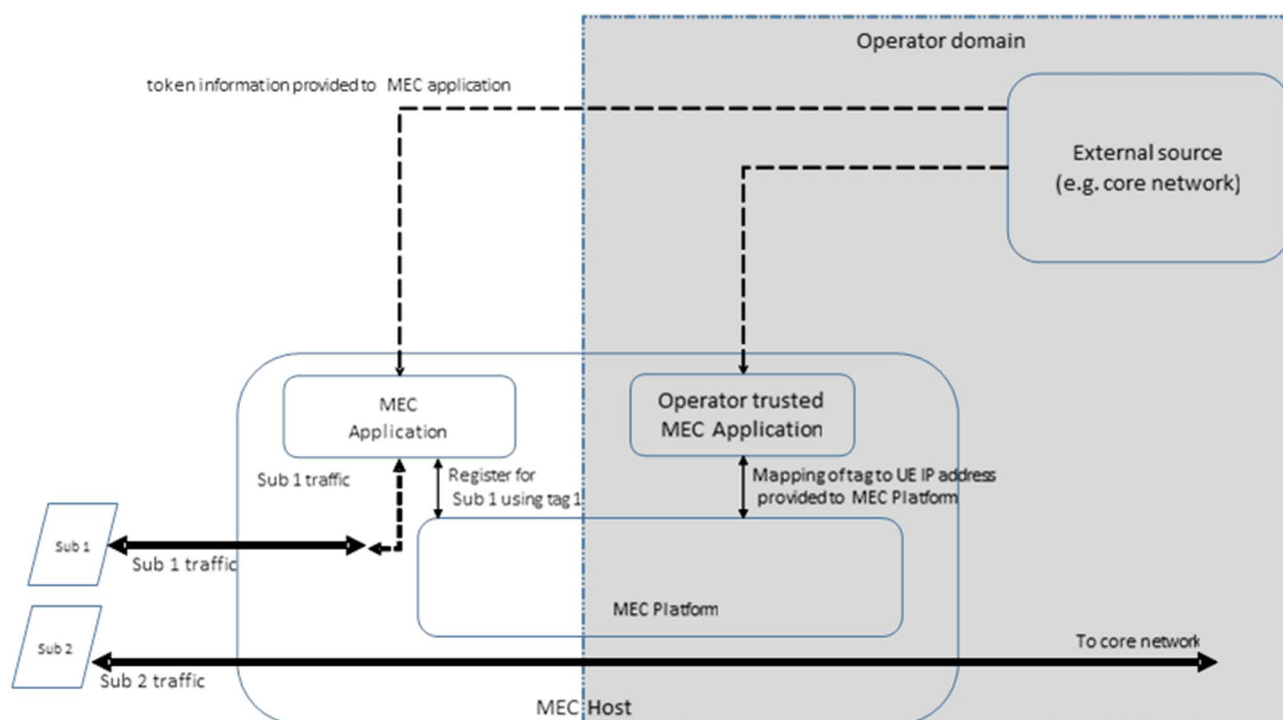 Operator domain
token information provided to MEC application
External source
(e.g. core network)
MEC
Application
Operator trusted
MEC Application
Sub 1 traffic
Register for
Sub 1 using tag 1
Mapping of tag to UE IP address
provided to MEC Platform
Sub 1
Sub 1 traffic
MEC Platform
Sub 2
To core network
Sub 2 traffic
MEC Host